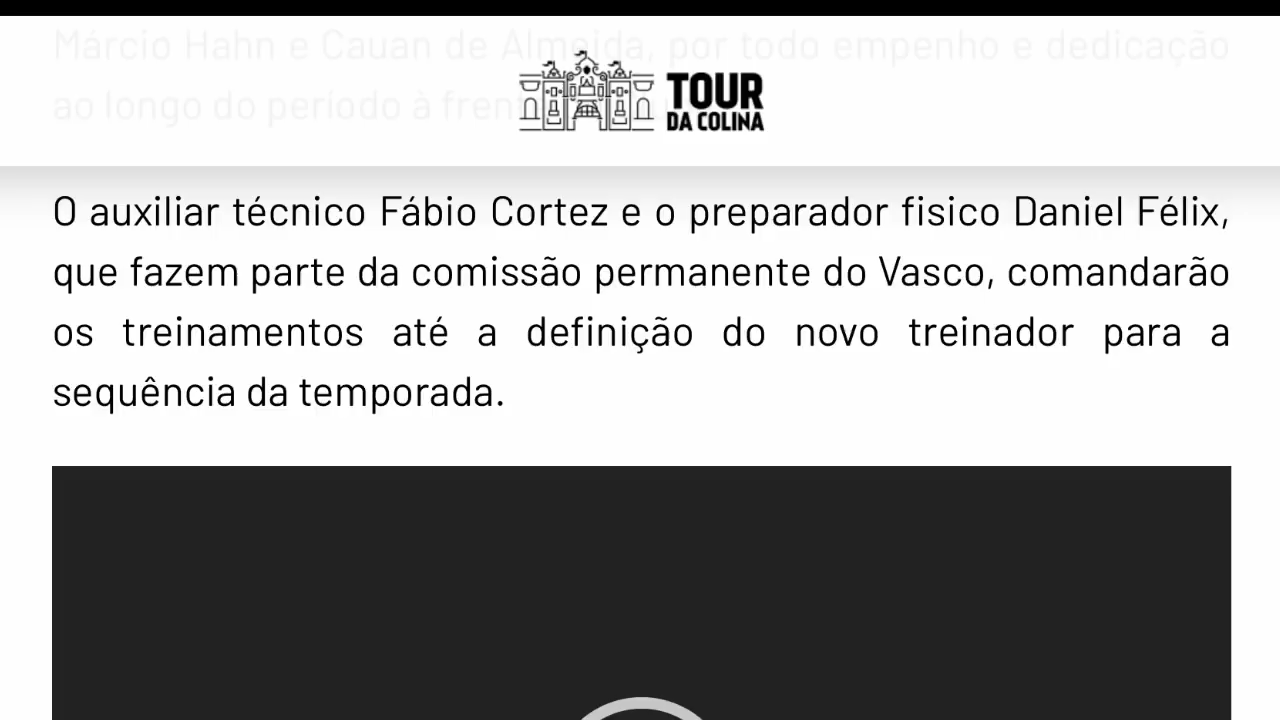 Márcio Hahn e Cauan de Almeida, por todo empenho e dedicação
ao longo do período à fren
TOUR
DA COLINA
O auxiliar técnico Fábio Cortez e o preparador fisico Daniel Félix,
que fazem parte da comissão permanente do Vasco, comandarão
os treinamentos até a definição do novo treinador para a
sequência da temporada.